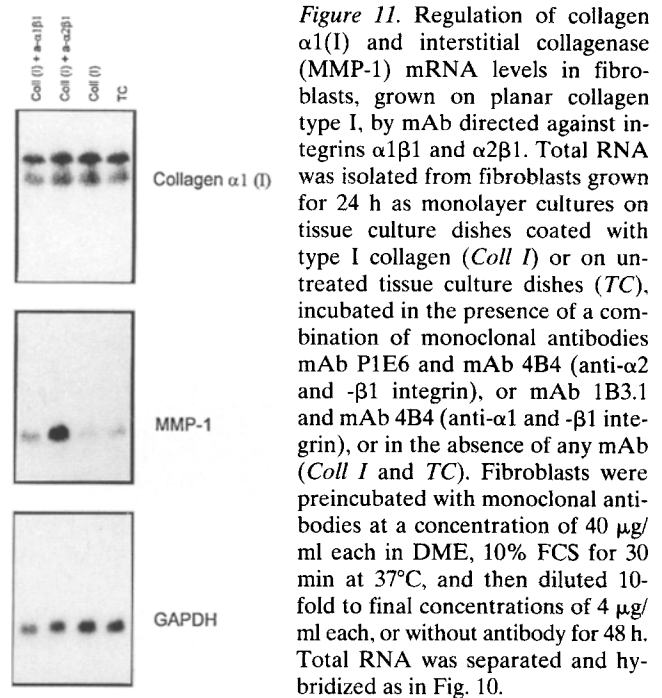 Coll (I) + a-α1β1
Coll (I) + a-α2β1
Coll (I)
TC
Collagen α1 (I)
MMP-1
GAPDH
Figure 11. Regulation of collagen
α1(I) and interstitial collagenase
(MMP-1) mRNA levels in fibro-
blasts, grown on planar collagen
type I, by mAb directed against in-
tegrins α1β1 and α2β1. Total RNA
was isolated from fibroblasts grown
for 24 h as monolayer cultures on
tissue culture dishes coated with
type I collagen (Coll I) or on un-
treated tissue culture dishes (TC),
incubated in the presence of a com-
bination of monoclonal antibodies
mAb P1E6 and mAb 4B4 (anti-α2
and -β1 integrin), or mAb 1B3.1
and mAb 4B4 (anti-α1 and -β1 inte-
grin), or in the absence of any mAb
(Coll I and TC). Fibroblasts were
preincubated with monoclonal anti-
bodies at a concentration of 40 μg/
ml each in DME, 10% FCS for 30
min at 37°C, and then diluted 10-
fold to final concentrations of 4 μg/
ml each, or without antibody for 48 h.
Total RNA was separated and hy-
bridized as in Fig. 10.